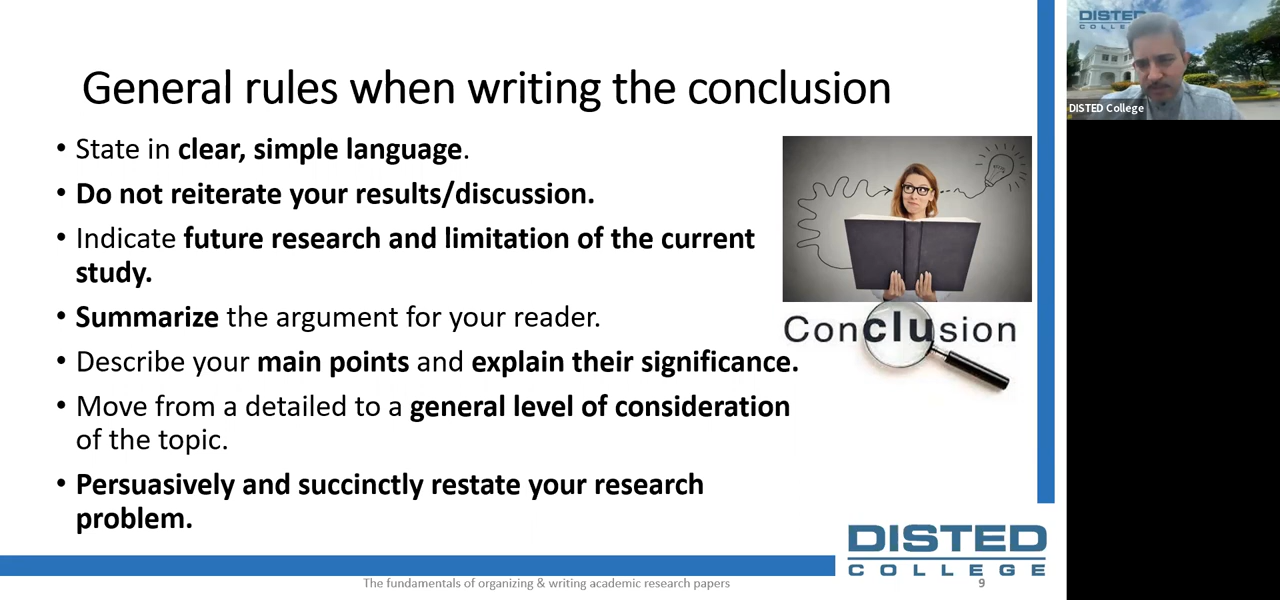 General rules when writing the conclusion
• State in clear, simple language.
• Do not reiterate your results/discussion.
• Indicate future research and limitation of the current
study.
• Summarize the argument for your reader.
• Describe your main points and explain their significance.
• Move from a detailed to a general level of consideration
of the topic.
• Persuasively and succinctly restate your research
problem.
Conclusion
DISTED
COLLEGE
The fundamentals of organizing & writing academic research papers
9
DISTED
COLLEGE
DISTED College